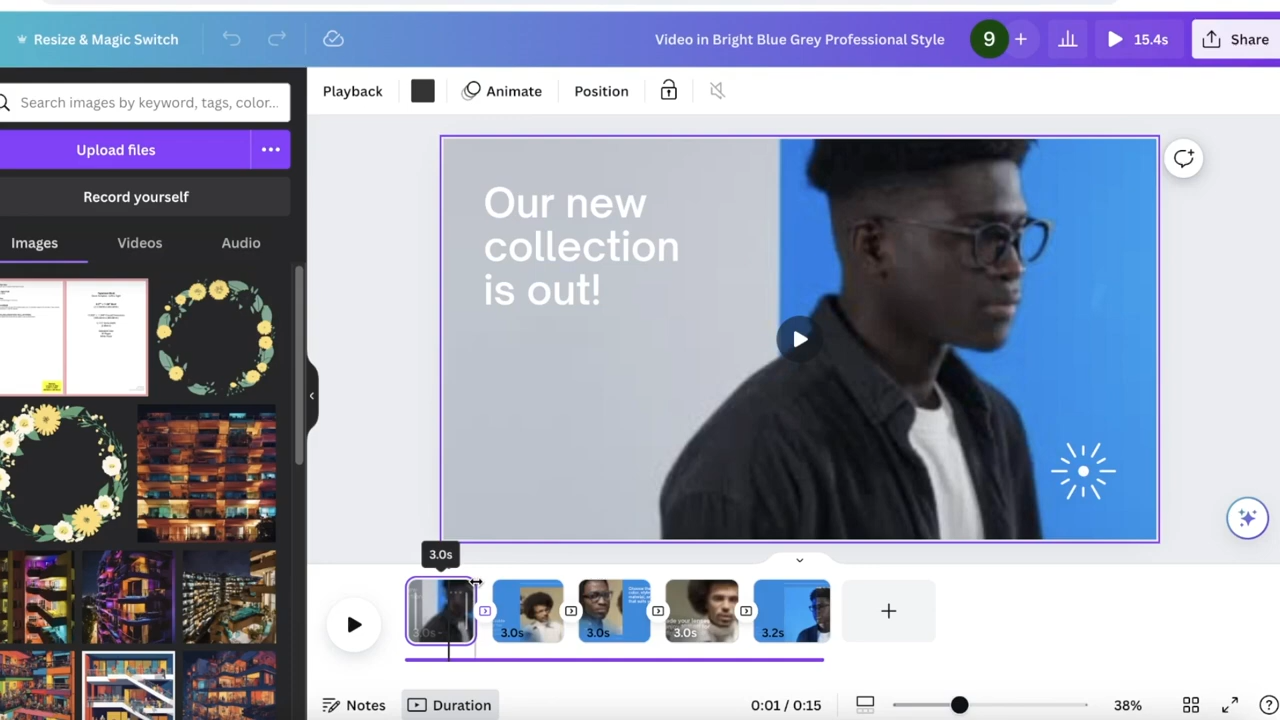 Resize & Magic Switch
Video in Bright Blue Grey Professional Style
9
15.4s
Share
Search images by keyword, tags, color...
Upload files
Record yourself
Images
Videos
Audio
Playback
Animate
Position
Our new
collection
is out!
3.0s
3.0s
3.0s
3.0s
3.0s
3.2s
Notes
Duration
0:01 / 0:15
38%